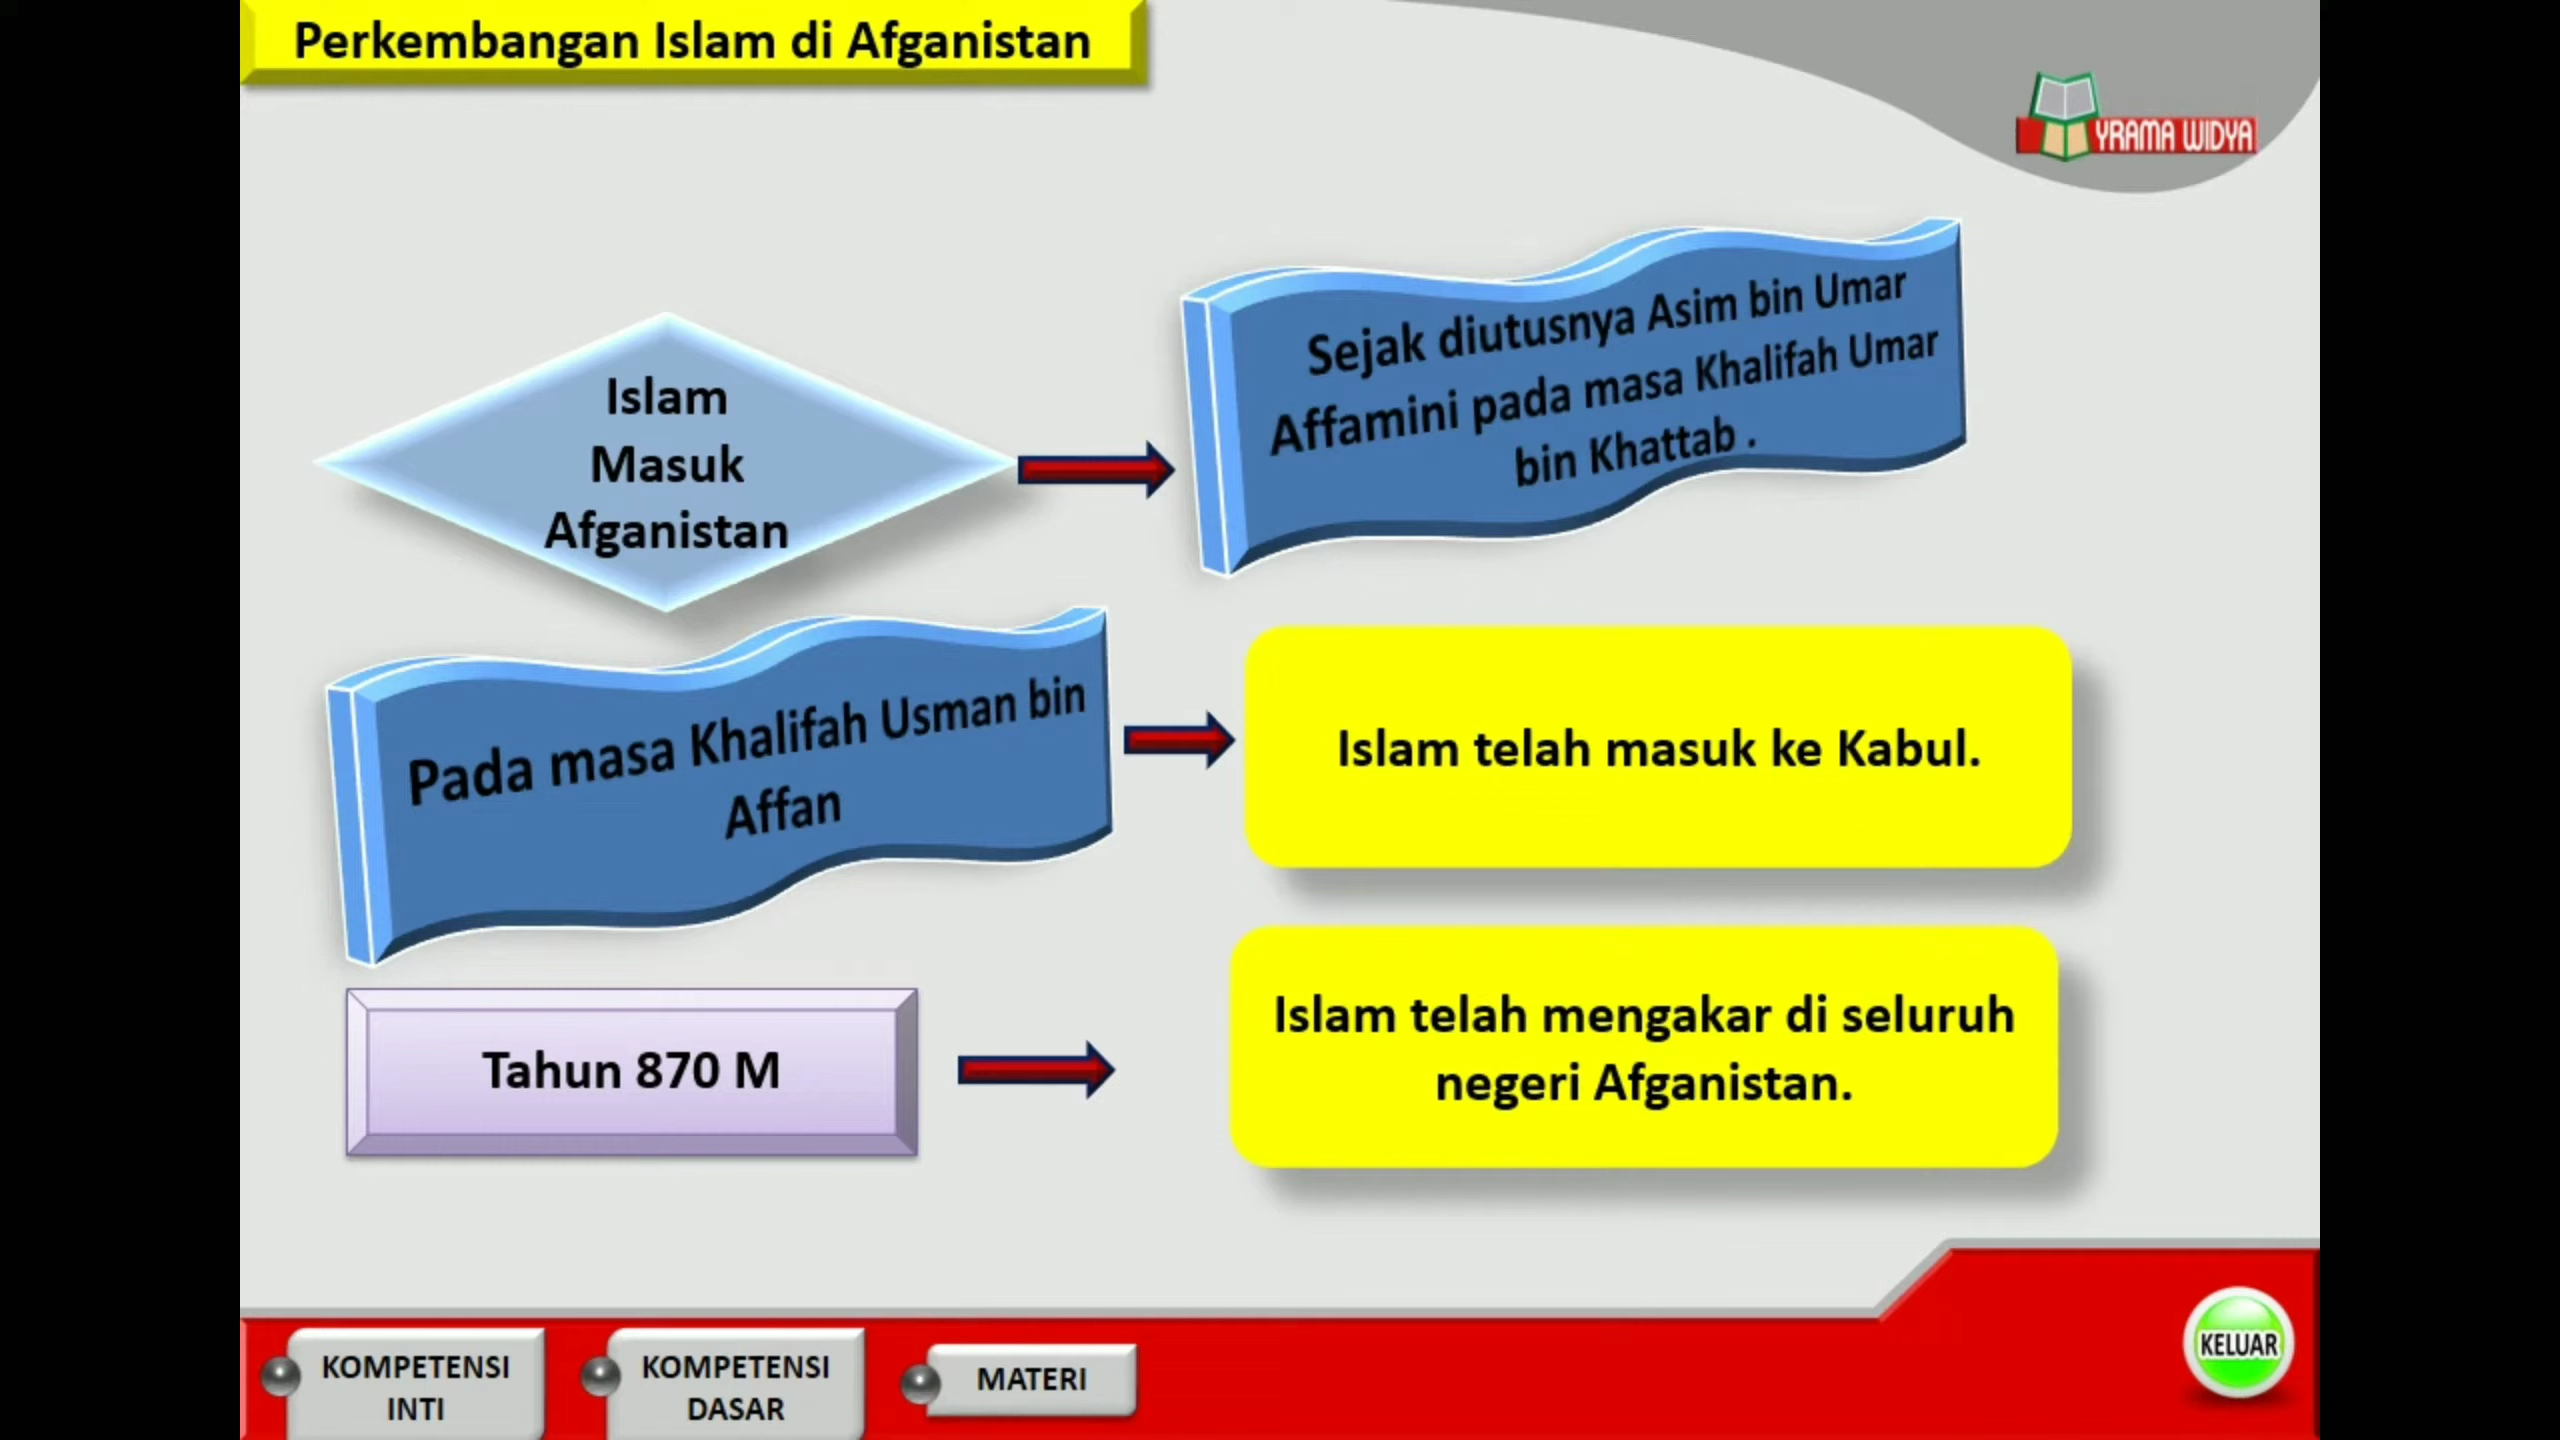 Perkembangan Islam di Afganistan
YRAMA WIDYA
Islam
Masuk
Afganistan
Sejak diutusnya Asim bin Umar
Affamini pada masa Khalifah Umar
bin Khattab .
Pada masa Khalifah Usman bin
Affan
Islam telah masuk ke Kabul.
Tahun 870 M
Islam telah mengakar di seluruh
negeri Afganistan.
KOMPETENSI
INTI
KOMPETENSI
DASAR
MATERI
KELUAR